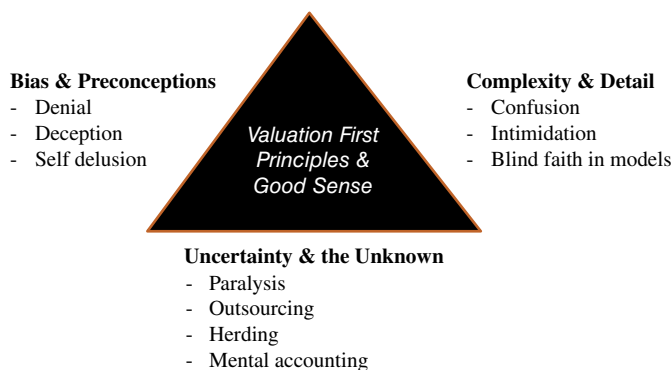 Bias & Preconceptions
- Denial
- Deception
- Self delusion
Valuation First
Principles &
Good Sense
Complexity & Detail
- Confusion
- Intimidation
- Blind faith in models
Uncertainty & the Unknown
- Paralysis
- Outsourcing
- Herding
- Mental accounting